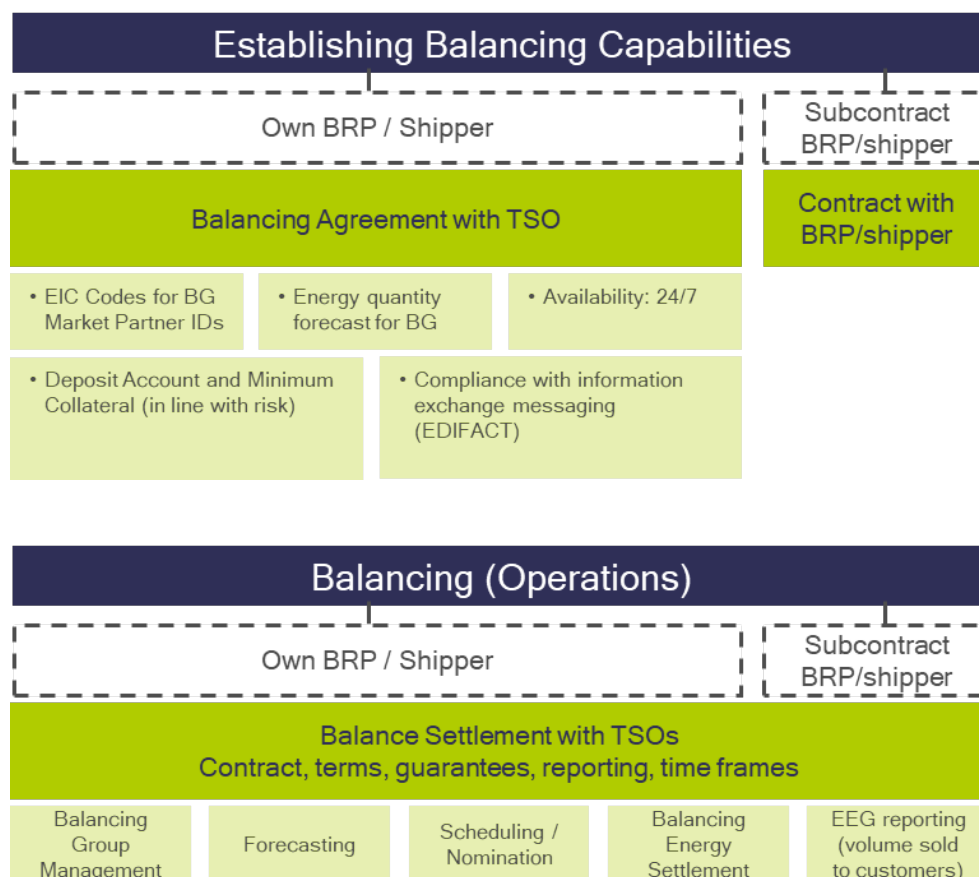 Establishing Balancing Capabilities
Own BRP / Shipper
Subcontract
BRP/shipper
Balancing Agreement with TSO
Contract with
BRP/shipper
• EIC Codes for BG
Market Partner IDs
• Energy quantity
forecast for BG
• Availability: 24/7
• Deposit Account and Minimum
Collateral (in line with risk)
• Compliance with information
exchange messaging
(EDIFACT)
Balancing (Operations)
Own BRP / Shipper
Subcontract
BRP/shipper
Balance Settlement with TSOs
Contract, terms, guarantees, reporting, time frames
Balancing
Group
Management
Forecasting
Scheduling /
Nomination
Balancing
Energy
Settlement
EEG reporting
(volume sold
to customers)